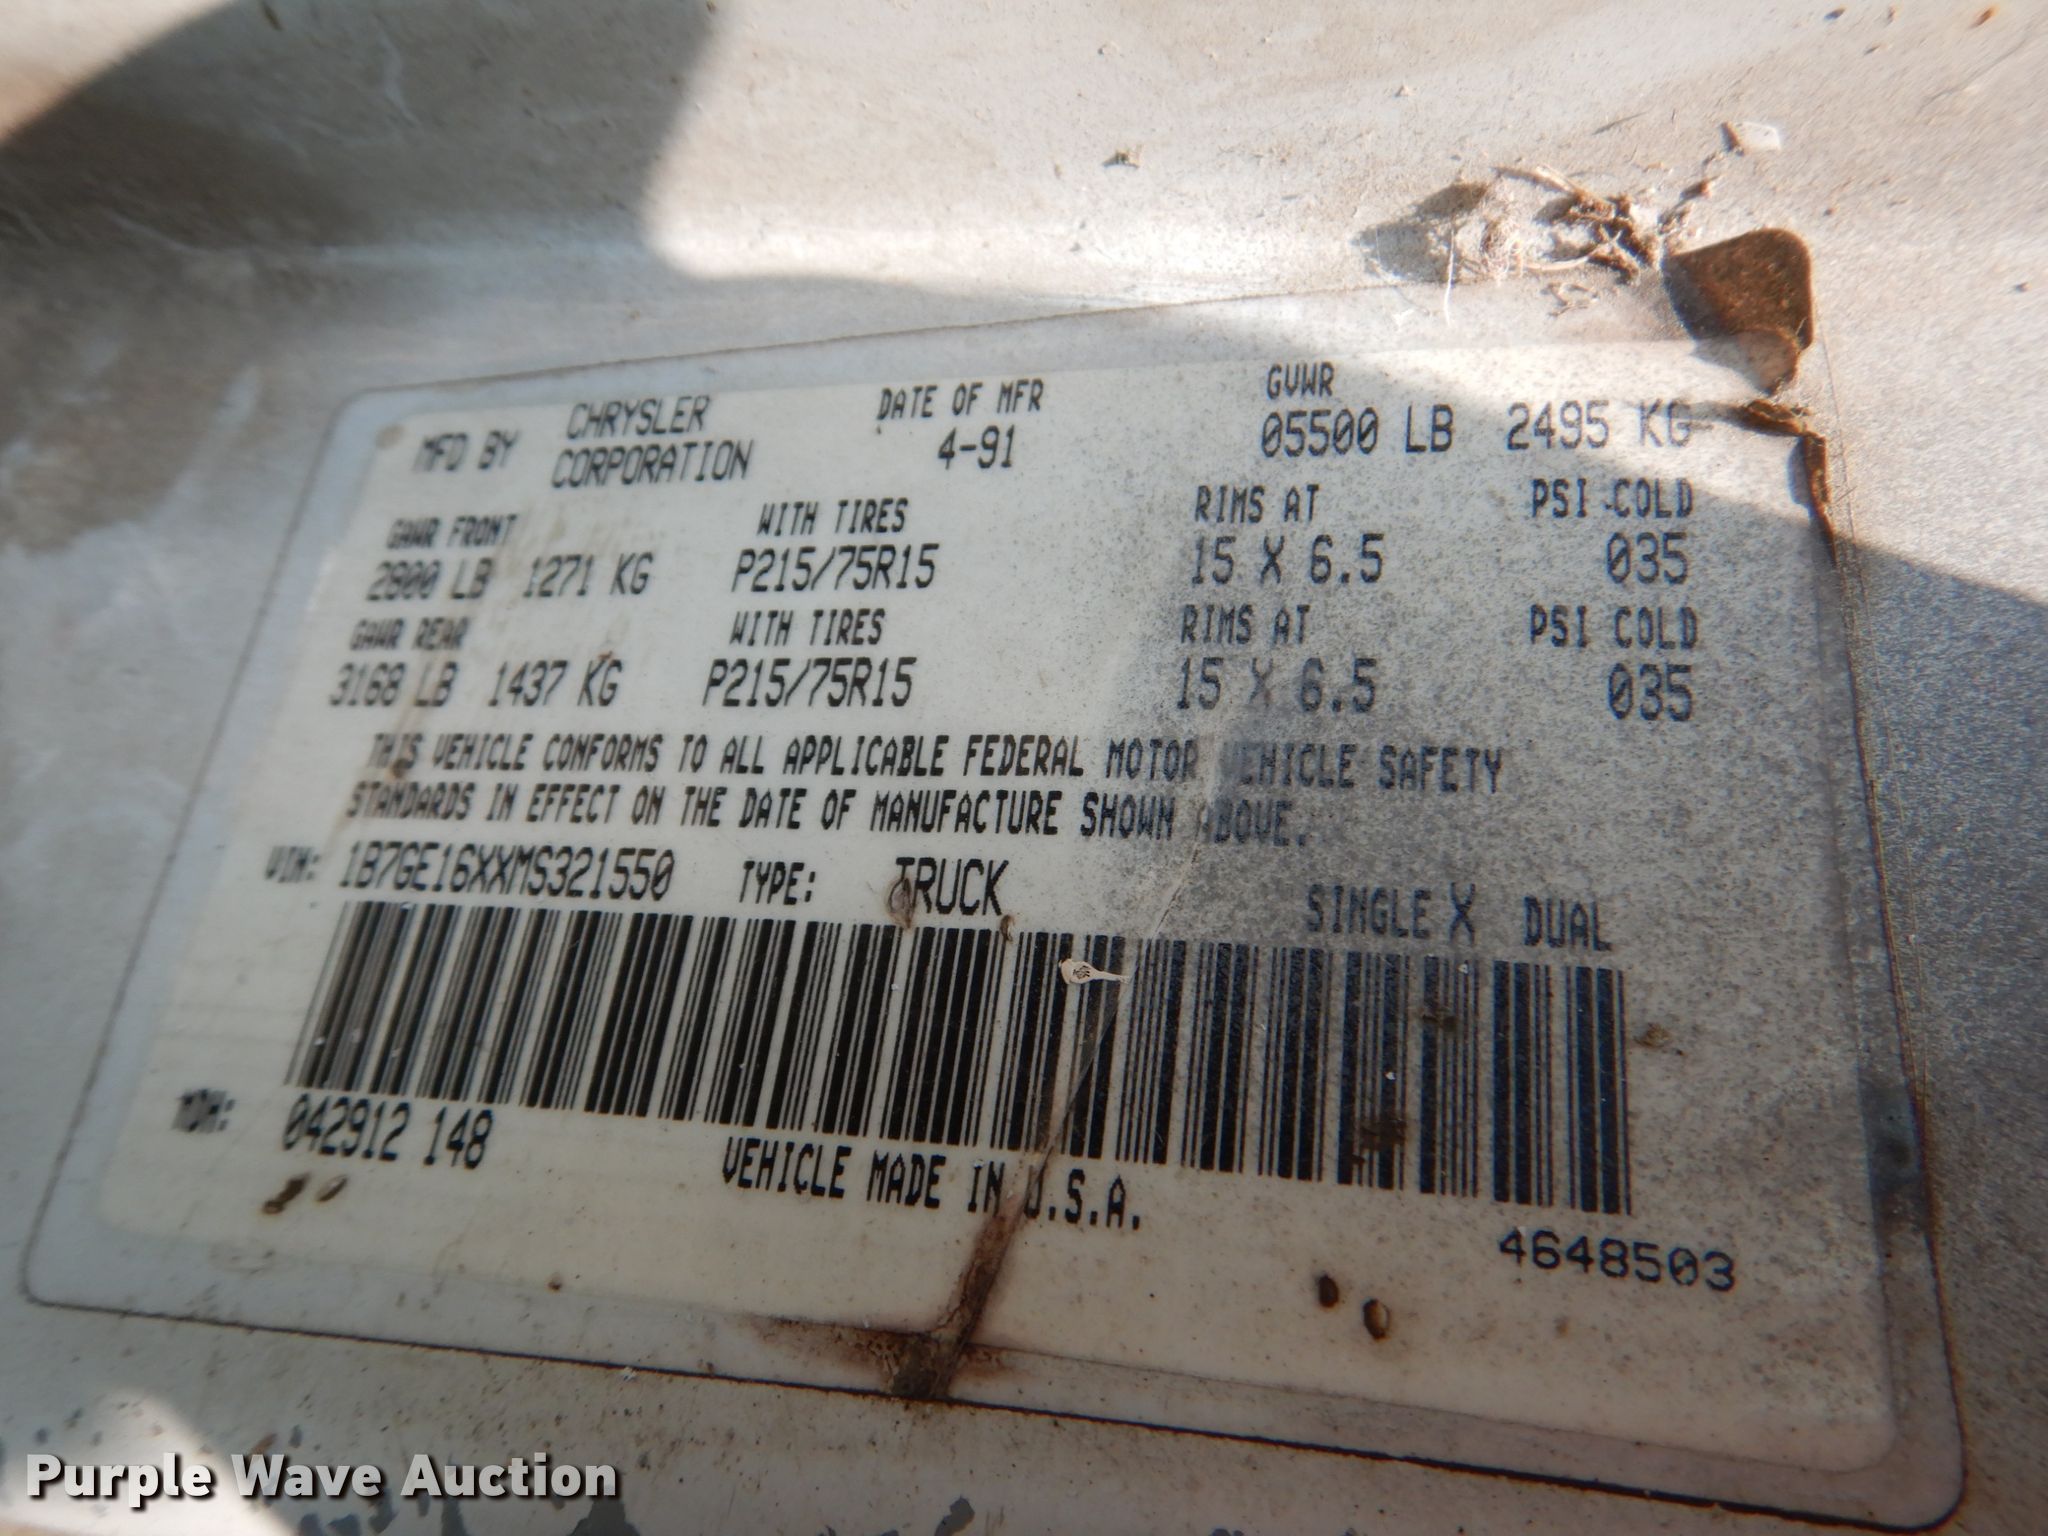 MFD BY CHRYSLER CORPORATION DATE OF MFR 4-91 GVWR 05500 LB 2495 KG
GAWR FRONT WITH TIRES RIMS AT PSI COLD
2800 LB 1271 KG P215/75R15 15 X 6.5 035
GAWR REAR WITH TIRES RIMS AT PSI COLD
3168 LB 1437 KG P215/75R15 15 X 6.5 035
THIS VEHICLE CONFORMS TO ALL APPLICABLE FEDERAL MOTOR VEHICLE SAFETY
STANDARDS IN EFFECT ON THE DATE OF MANUFACTURE SHOWN ABOVE.
VIN: 1B7GE16XXMS321550 TYPE: TRUCK SINGLE X DUAL
MDH: 042912 148
VEHICLE MADE IN U.S.A.
4648503
Purple Wave Auction